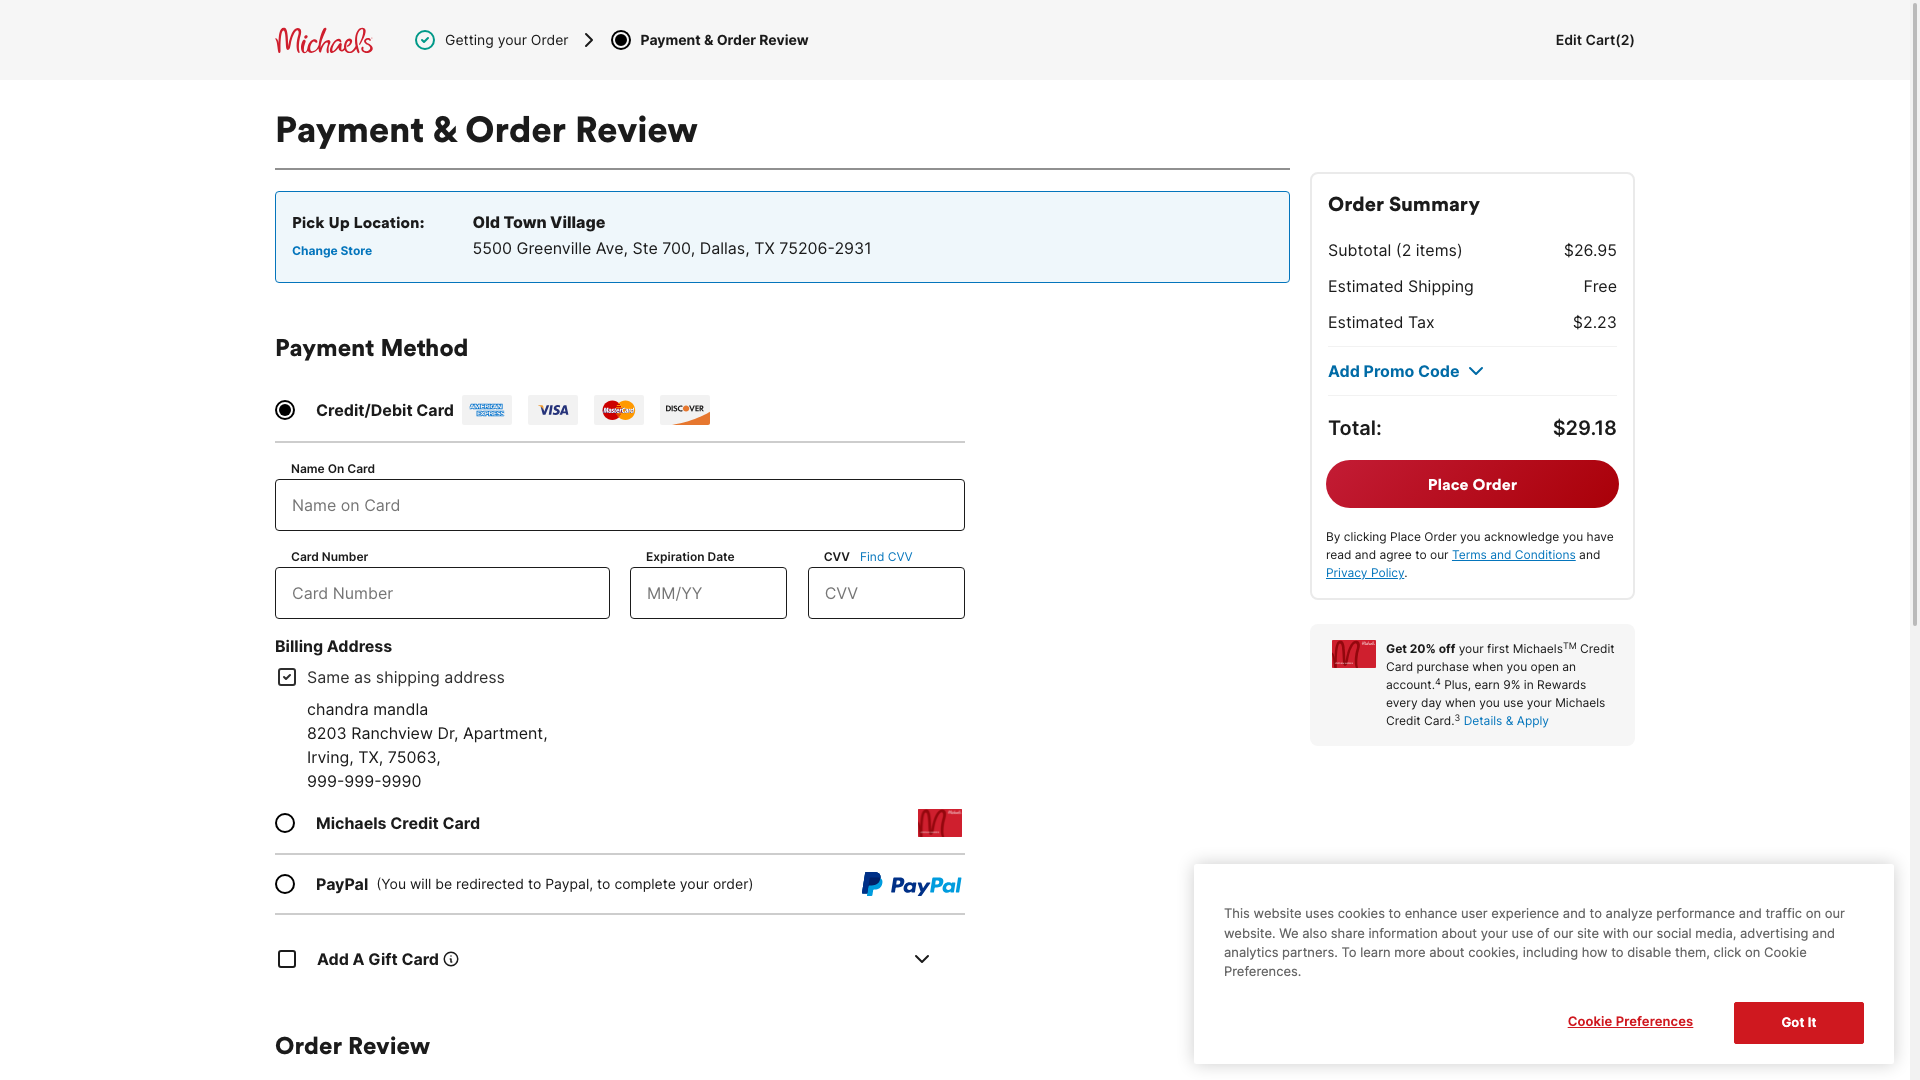 Michaels
Getting your Order
Payment & Order Review
Edit Cart(2)
Payment & Order Review
Pick Up Location:
Change Store
Old Town Village
5500 Greenville Ave, Ste 700, Dallas, TX 75206-2931
Payment Method
Credit/Debit Card
AMERICAN EXPRESS
VISA
MasterCard
DISCOVER
Name On Card
Name on Card
Card Number
Expiration Date
CVV Find CVV
Card Number
MM/YY
CVV
Billing Address
Same as shipping address
chandra mandla
8203 Ranchview Dr, Apartment,
Irving, TX, 75063,
999-999-9990
Michaels Credit Card
PayPal (You will be redirected to Paypal, to complete your order)
PayPal
Add A Gift Card
Order Review
Order Summary
Subtotal (2 items) $26.95
Estimated Shipping Free
Estimated Tax $2.23
Add Promo Code
Total: $29.18
Place Order
By clicking Place Order you acknowledge you have
read and agree to our Terms and Conditions and
Privacy Policy.
Get 20% off your first Michaels™ Credit
Card purchase when you open an
account.⁴ Plus, earn 9% in Rewards
every day when you use your Michaels
Credit Card.³ Details & Apply
This website uses cookies to enhance user experience and to analyze performance and traffic on our
website. We also share information about your use of our site with our social media, advertising and
analytics partners. To learn more about cookies, including how to disable them, click on Cookie
Preferences.
Cookie Preferences
Got It